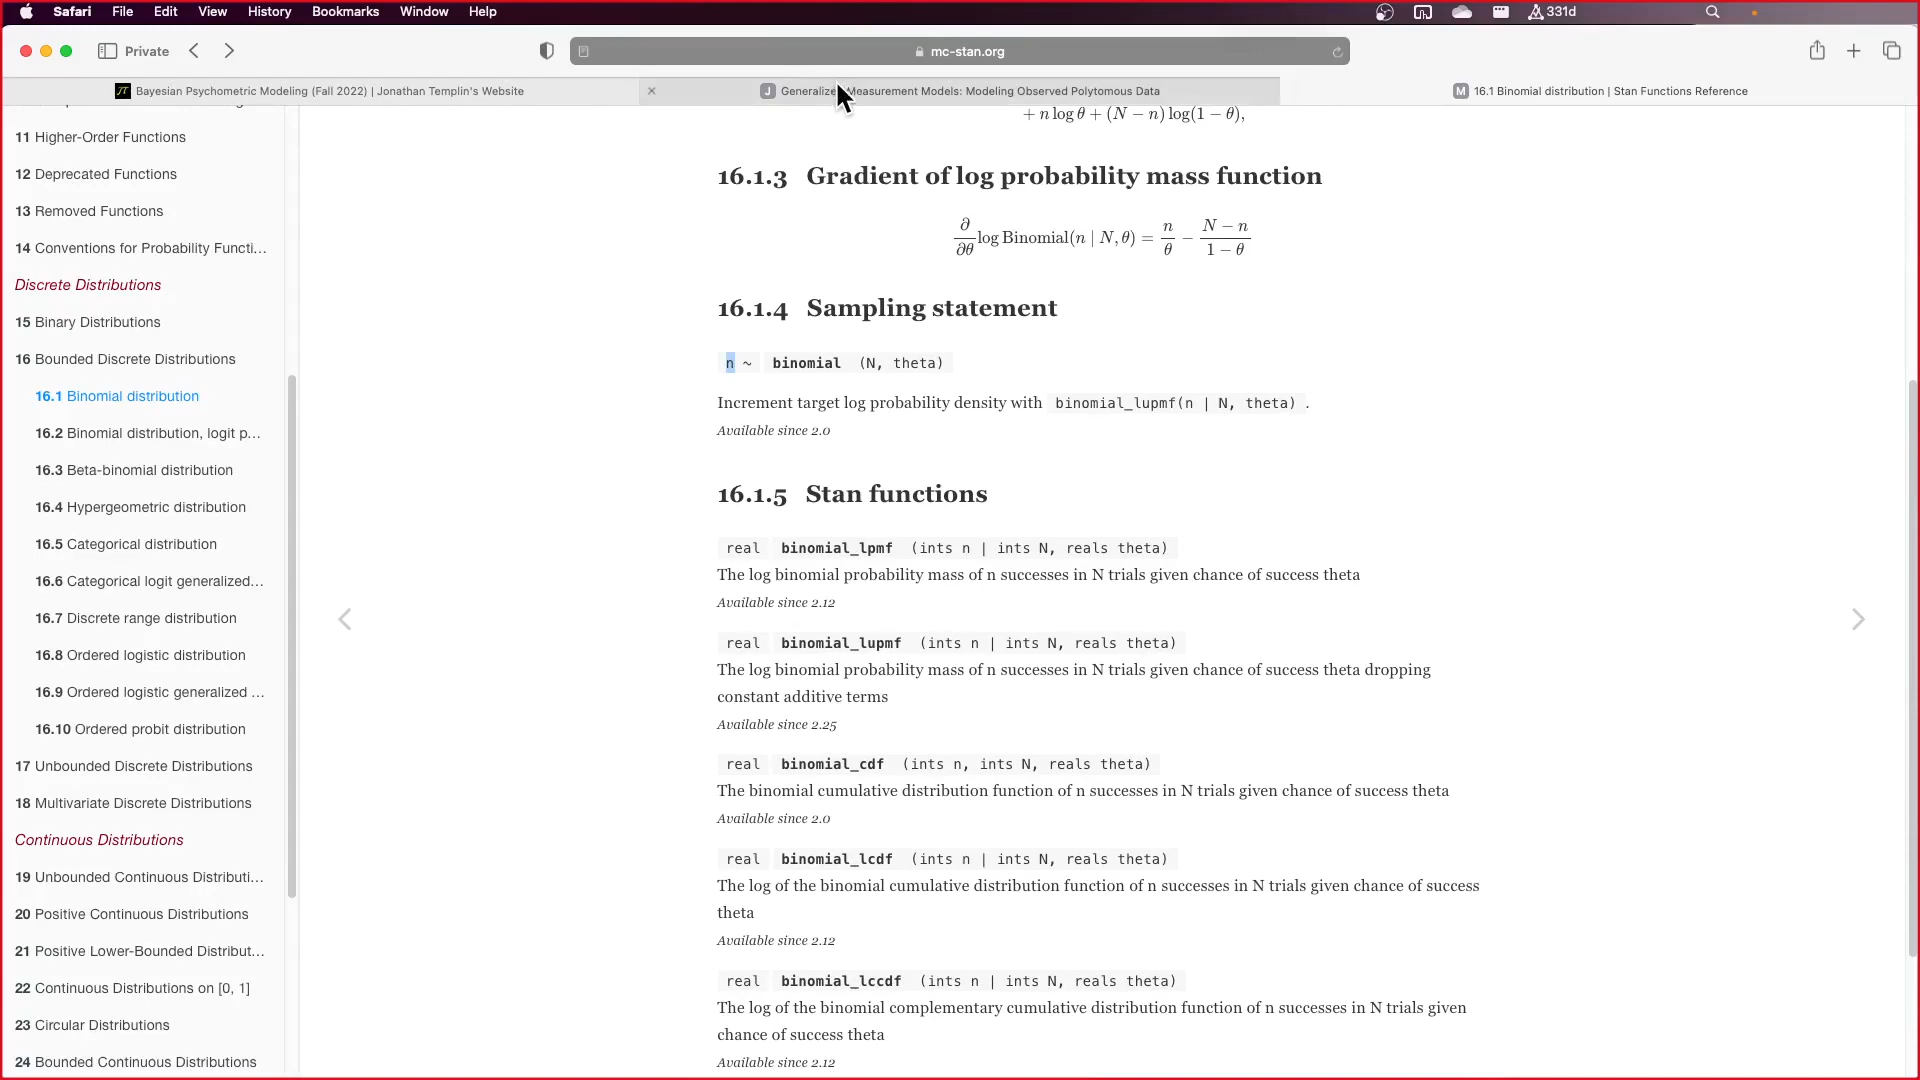 Safari File Edit View History Bookmarks Window Help 331d
Private mc-stan.org
Bayesian Psychometric Modeling (Fall 2022) | Jonathan Templin's Website
Measurement Models: Modeling Observed Polytomous Data
16.1 Binomial distribution | Stan Functions Reference
11 Higher-Order Functions
12 Deprecated Functions
13 Removed Functions
14 Conventions for Probability Functi...
Discrete Distributions
15 Binary Distributions
16 Bounded Discrete Distributions
16.1 Binomial distribution
16.2 Binomial distribution, logit p...
16.3 Beta-binomial distribution
16.4 Hypergeometric distribution
16.5 Categorical distribution
16.6 Categorical logit generalized...
16.7 Discrete range distribution
16.8 Ordered logistic distribution
16.9 Ordered logistic generalized ...
16.10 Ordered probit distribution
17 Unbounded Discrete Distributions
18 Multivariate Discrete Distributions
Continuous Distributions
19 Unbounded Continuous Distributi...
20 Positive Continuous Distributions
21 Positive Lower-Bounded Distribut...
22 Continuous Distributions on [0, 1]
23 Circular Distributions
24 Bounded Continuous Distributions
+ n log θ + (N − n) log(1 − θ),
16.1.3 Gradient of log probability mass function
∂/∂θ log Binomial(n | N, θ) = n/θ − (N − n)/(1 − θ)
16.1.4 Sampling statement
n ~ binomial (N, theta)
Increment target log probability density with binomial_lupmf(n | N, theta) .
Available since 2.0
16.1.5 Stan functions
real binomial_lpmf (ints n | ints N, reals theta)
The log binomial probability mass of n successes in N trials given chance of success theta
Available since 2.12
real binomial_lupmf (ints n | ints N, reals theta)
The log binomial probability mass of n successes in N trials given chance of success theta dropping
constant additive terms
Available since 2.25
real binomial_cdf (ints n, ints N, reals theta)
The binomial cumulative distribution function of n successes in N trials given chance of success theta
Available since 2.0
real binomial_lcdf (ints n | ints N, reals theta)
The log of the binomial cumulative distribution function of n successes in N trials given chance of success
theta
Available since 2.12
real binomial_lccdf (ints n | ints N, reals theta)
The log of the binomial complementary cumulative distribution function of n successes in N trials given
chance of success theta
Available since 2.12